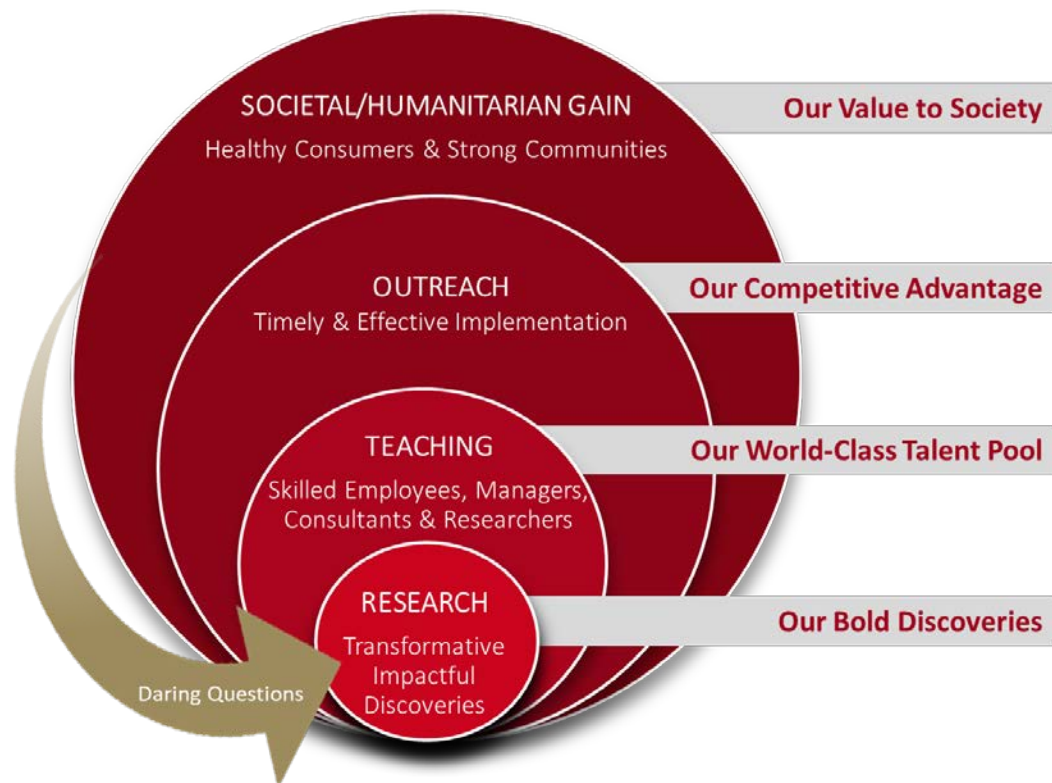 SOCIETAL/HUMANITARIAN GAIN
Our Value to Society
Healthy Consumers & Strong Communities
OUTREACH
Our Competitive Advantage
Timely & Effective Implementation
TEACHING
Our World-Class Talent Pool
Skilled Employees, Managers,
Consultants & Researchers
RESEARCH
Our Bold Discoveries
Transformative
Impactful
Discoveries
Daring Questions